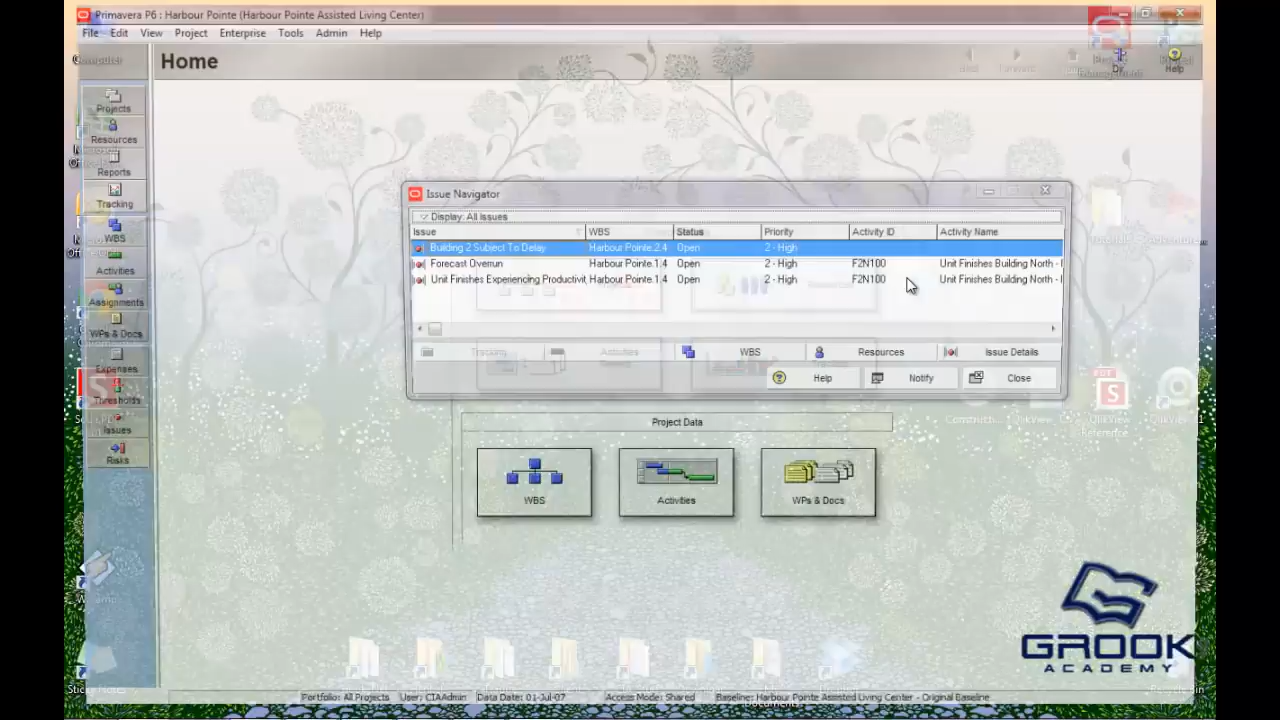 Primavera P6 : Harbour Pointe (Harbour Pointe Assisted Living Center)
File Edit View Project Enterprise Tools Admin Help
Computer
Home
Help
Projects
Resources
Reports
Tracking
WBS
Activities
Assignments
WPs & Docs
Expenses
Thresholds
Issues
Risks
Issue Navigator
Display: All Issues
Issue WBS Status Priority Activity ID Activity Name
Building 2 Subject To Delay Harbour Pointe.2.4 Open 2 - High
Forecast Overrun Harbour Pointe.1.4 Open 2 - High F2N100 Unit Finishes Building North -
Unit Finishes Experiencing Productivit Harbour Pointe.1.4 Open 2 - High F2N100 Unit Finishes Building North -
Tracking Activities WBS Resources Issue Details
Help Notify Close
Project Data
WBS
Activities
WPs & Docs
Reference
GROOK
ACADEMY
Portfolio: All Projects User: CTAAdmin Data Date: 01-Jul-07 Access Mode: Shared Baseline: Harbour Pointe Assisted Living Center - Original Baseline